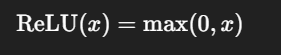 ReLU(x) = max(0, x)